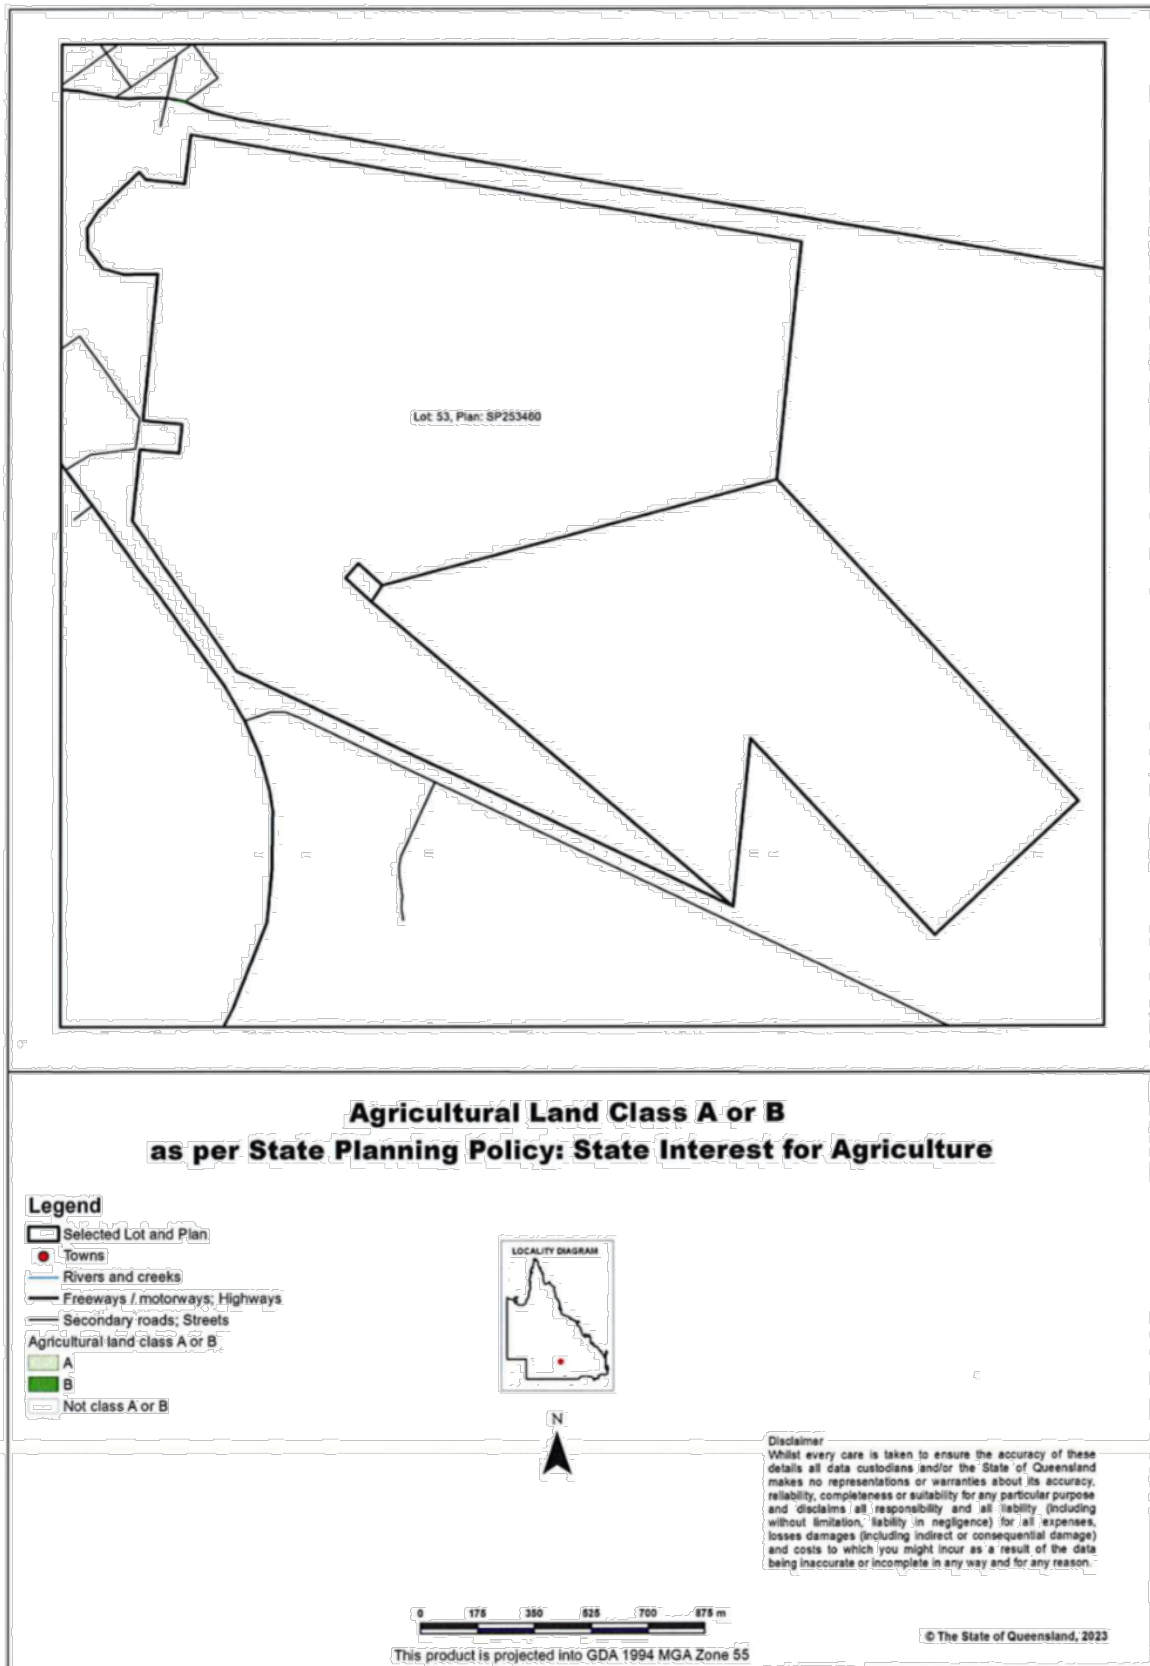 Lot: 53, Plan: SP253460
Agricultural Land Class A or B
as per State Planning Policy: State Interest for Agriculture
Legend
Selected Lot and Plan
Towns
Rivers and creeks
Freeways / motorways; Highways
Secondary roads; Streets
Agricultural land class A or B
A
B
Not class A or B
LOCALITY DIAGRAM
N
Disclaimer
Whilst every care is taken to ensure the accuracy of these
details all data custodians and/or the State of Queensland
makes no representations or warranties about its accuracy,
reliability, completeness or suitability for any particular purpose
and disclaims all responsibility and all liability (including
without limitation, liability in negligence) for all expenses,
losses damages (including indirect or consequential damage)
and costs to which you might incur as a result of the data
being inaccurate or incomplete in any way and for any reason.
0 175 350 525 700 875 m
This product is projected into GDA 1994 MGA Zone 55
© The State of Queensland, 2023